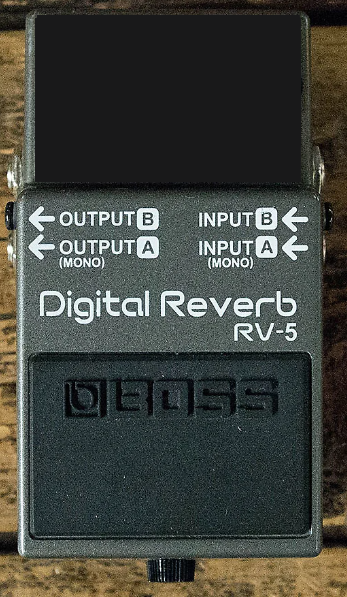 ← OUTPUT B INPUT B ←
← OUTPUT A INPUT A ←
(MONO) (MONO)
Digital Reverb
RV-5
BOSS